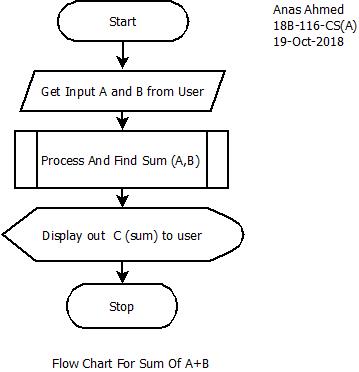 Anas Ahmed
18B-116-CS(A)
19-Oct-2018
Start
Get Input A and B from User
Process And Find Sum (A,B)
Display out C (sum) to user
Stop
Flow Chart For Sum Of A+B